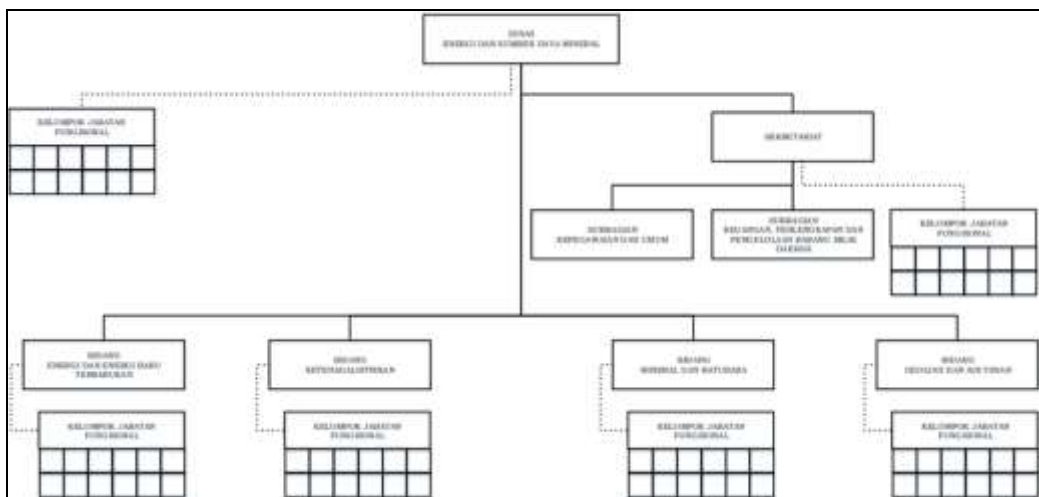 DINAS
ENERGI DAN SUMBER DAYA MINERAL
KELOMPOK JABATAN
FUNGSIONAL
SEKRETARIAT
SUBBAGIAN
KEPEGAWAIAN DAN UMUM
SUBBAGIAN
KEUANGAN, PERLENGKAPAN DAN
PENGELOLAAN BARANG MILIK
DAERAH
KELOMPOK JABATAN
FUNGSIONAL
BIDANG
ENERGI DAN ENERGI BARU
TERBARUKAN
BIDANG
KETENAGALISTRIKAN
BIDANG
MINERAL DAN BATUBARA
BIDANG
GEOLOGI DAN AIR TANAH
KELOMPOK JABATAN
FUNGSIONAL
KELOMPOK JABATAN
FUNGSIONAL
KELOMPOK JABATAN
FUNGSIONAL
KELOMPOK JABATAN
FUNGSIONAL